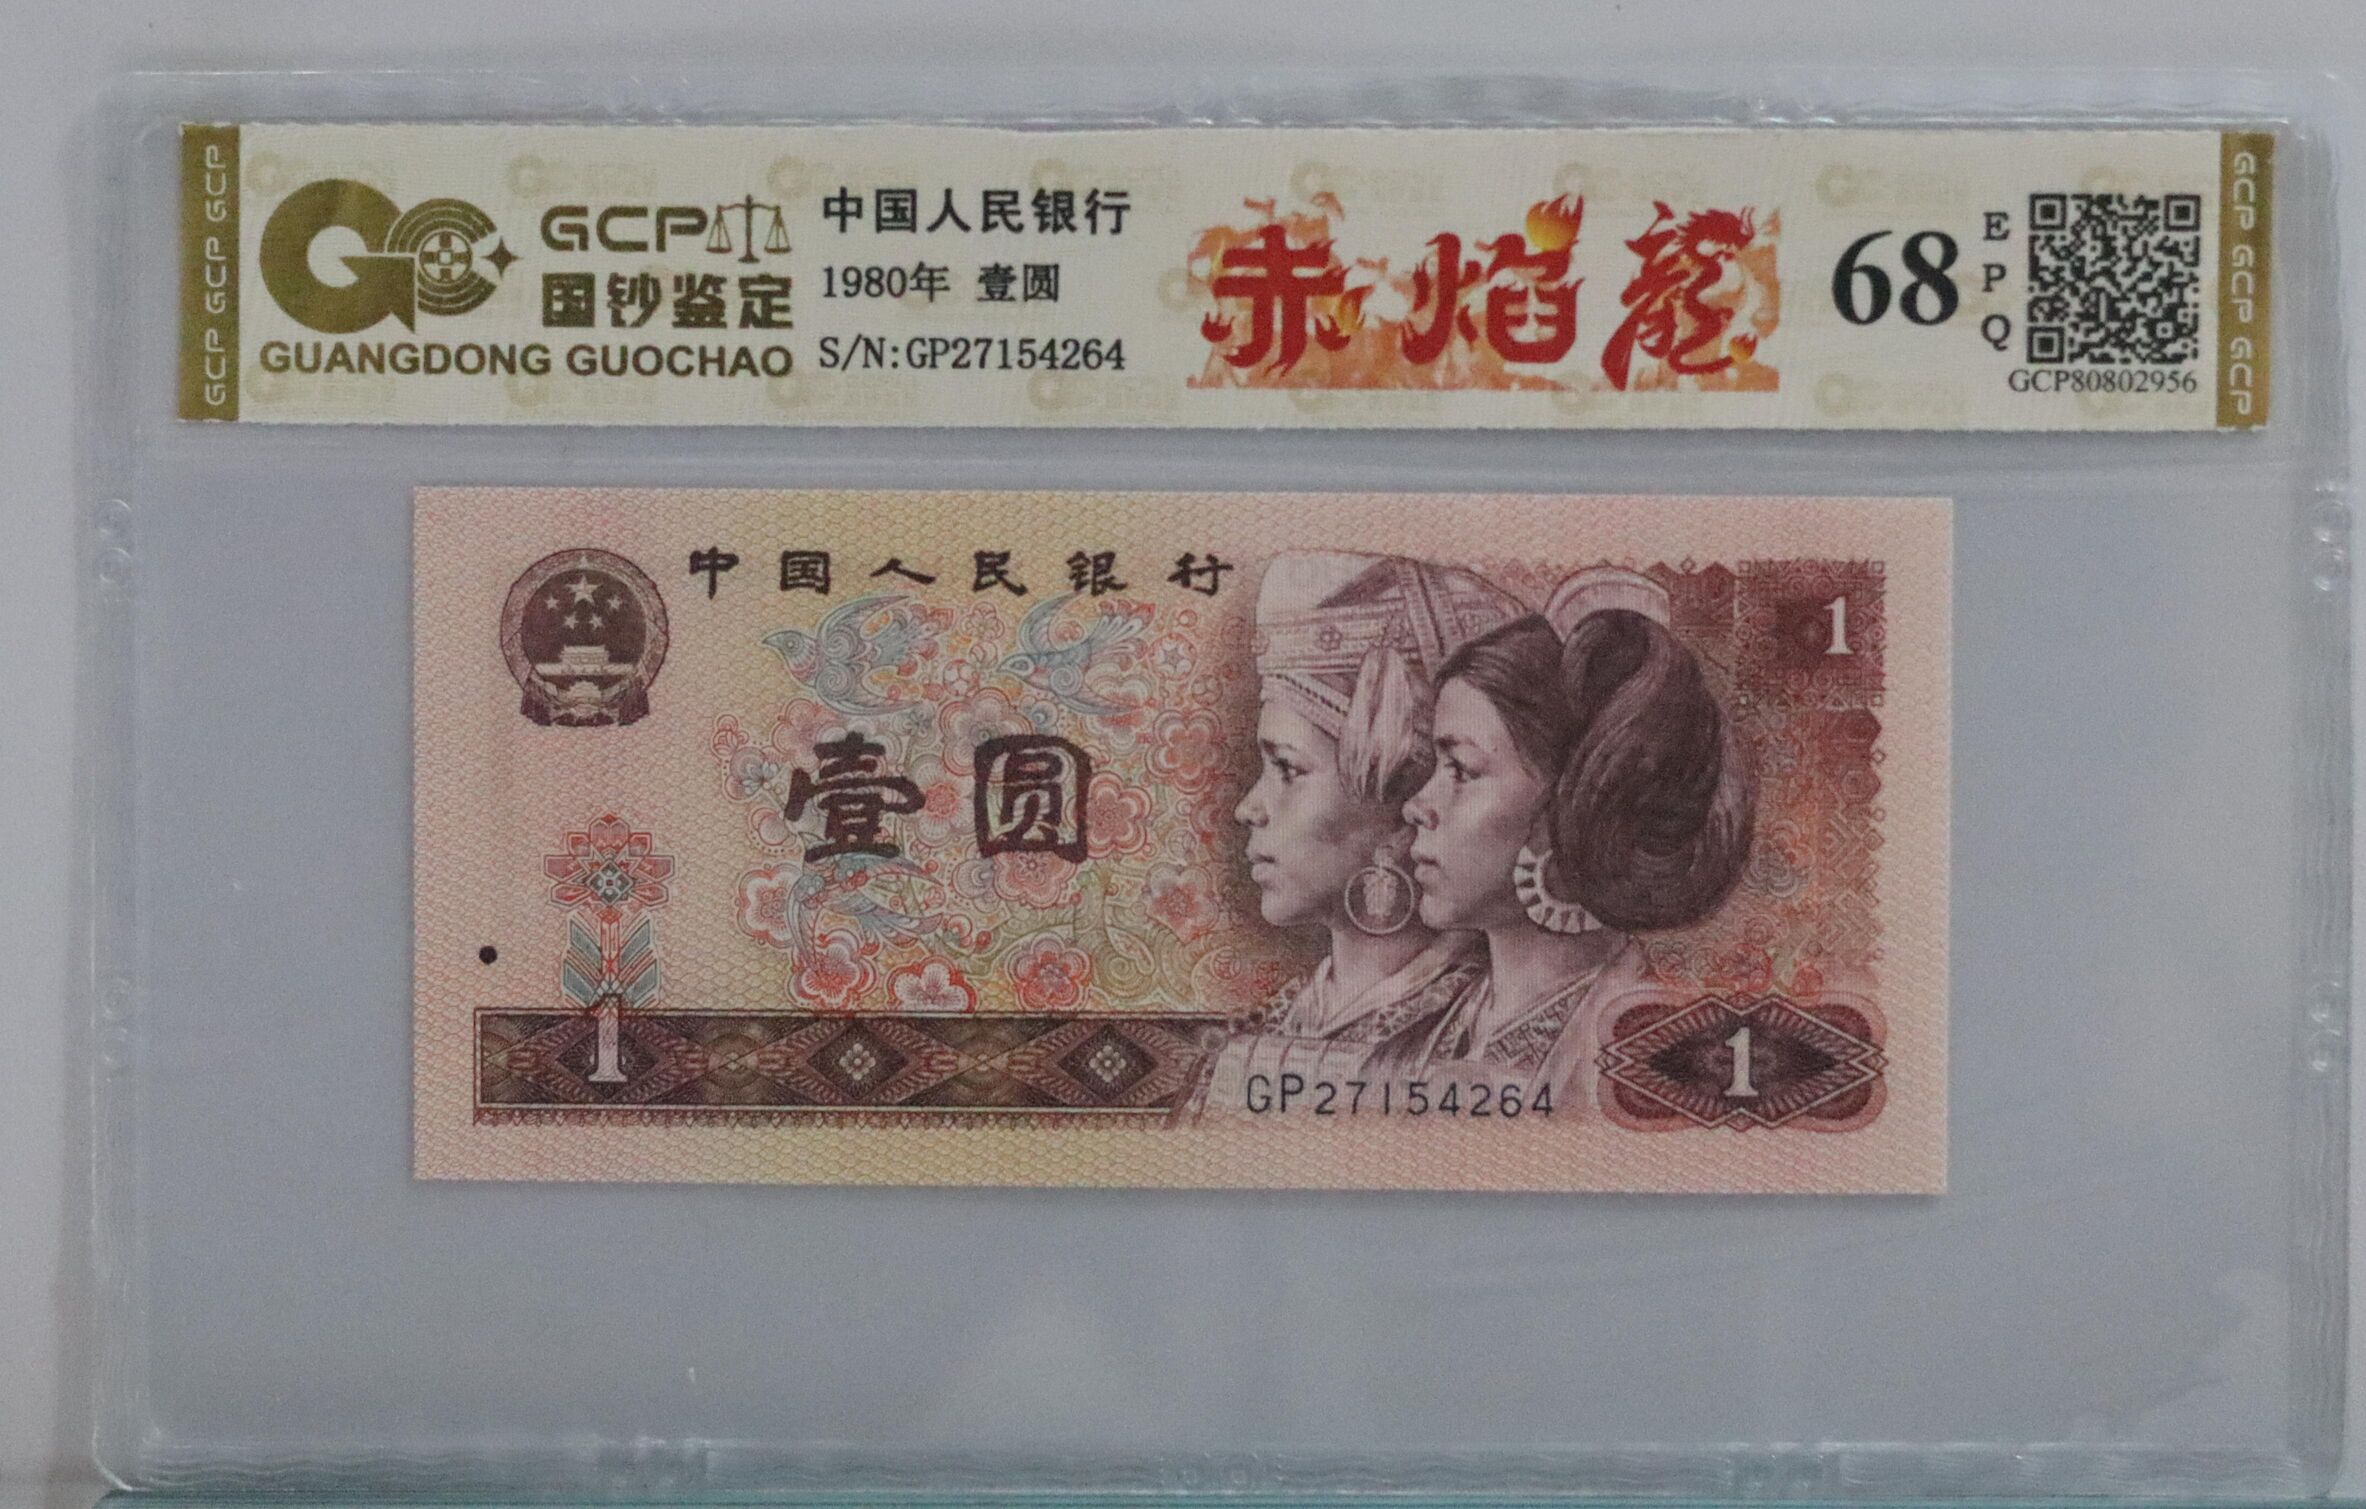 GCP GCP GCP
GCP
国钞鉴定
GUANGDONG GUOCHAO
中国人民银行
1980年 壹圆
S/N:GP27154264
赤焰龍
68
EPQ
GCP80802956
GCP GCP GCP GCP
中国人民银行
1
壹圆
1
1
GP27154264